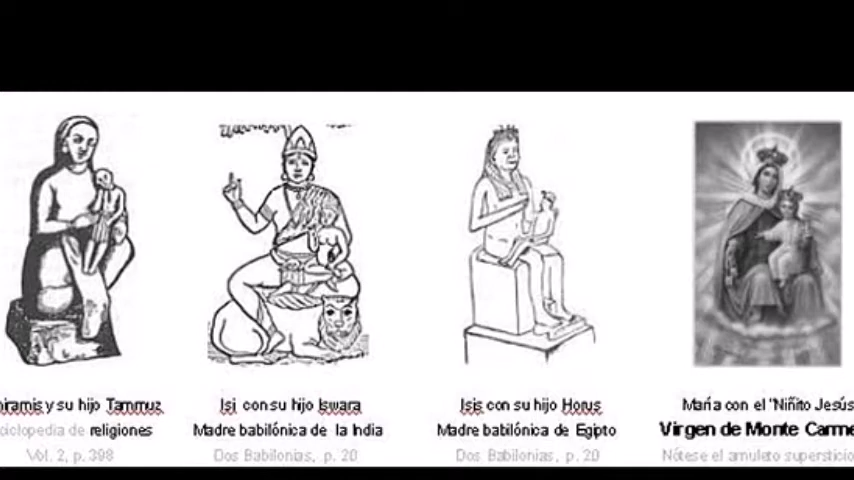 niramis y su hijo Tammuz
ciclopedia de religiones
Vol. 2, p. 398
Isi con su hijo Iswara
Madre babilónica de la India
Dos Babilonias, p. 20
Isis con su hijo Horus
Madre babilónica de Egipto
Dos Babilonias, p. 20
María con el "Niñito Jesús
Virgen de Monte Carme
Nótese el amuleto supersticio